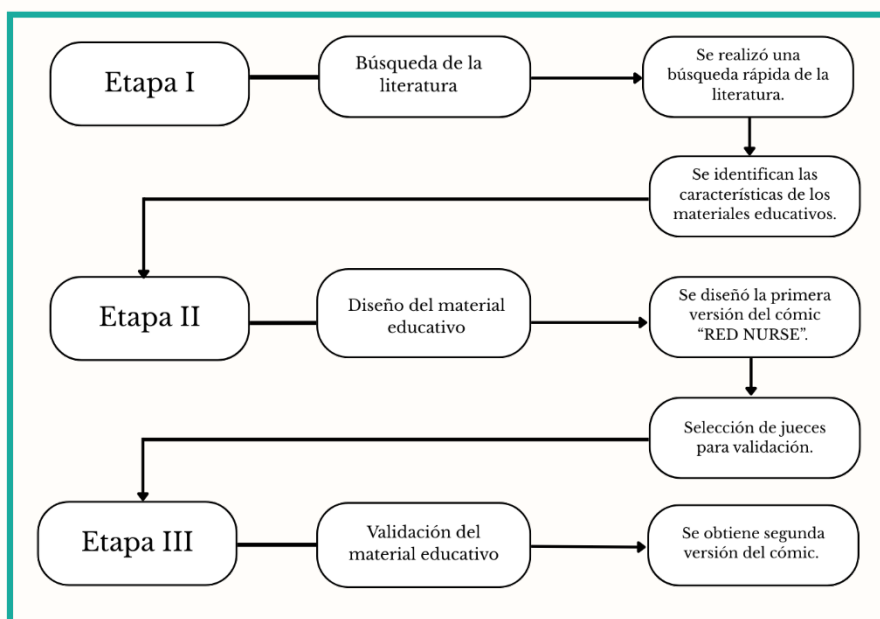 Etapa I
Búsqueda de la
literatura
Se realizó una
búsqueda rápida de la
literatura.
Se identifican las
características de los
materiales educativos.
Etapa II
Diseño del material
educativo
Se diseñó la primera
versión del cómic
“RED NURSE”.
Selección de jueces
para validación.
Etapa III
Validación del
material educativo
Se obtiene segunda
versión del cómic.